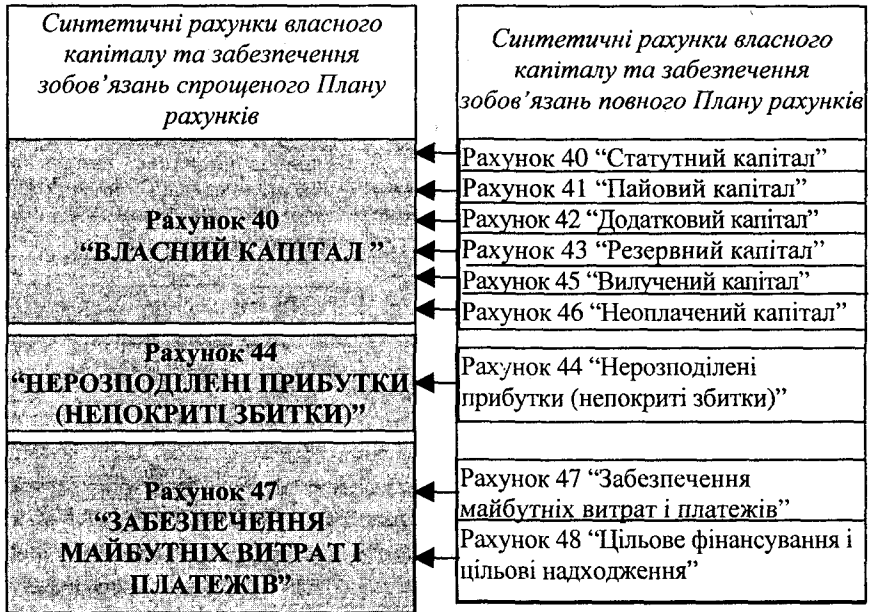 Синтетичні рахунки власного
капіталу та забезпечення
зобов’язань спрощеного Плану
рахунків
Рахунок 40
“ВЛАСНИЙ КАПІТАЛ ”
Рахунок 44
“НЕРОЗПОДІЛЕНІ ПРИБУТКИ
(НЕПОКРИТІ ЗБИТКИ)”
Рахунок 47
“ЗАБЕЗПЕЧЕННЯ
МАЙБУТНІХ ВИТРАТ І
ПЛАТЕЖІВ”
Синтетичні рахунки власного
капіталу та забезпечення
зобов’язань повного Плану рахунків
Рахунок 40 “Статутний капітал”
Рахунок 41 “Пайовий капітал”
Рахунок 42 “Додатковий капітал”
Рахунок 43 “Резервний капітал”
Рахунок 45 “Вилучений капітал”
Рахунок 46 “Неоплачений капітал”
Рахунок 44 “Нерозподілені
прибутки (непокриті збитки)”
Рахунок 47 “Забезпечення
майбутніх витрат і платежів”
Рахунок 48 “Цільове фінансування і
цільові надходження”